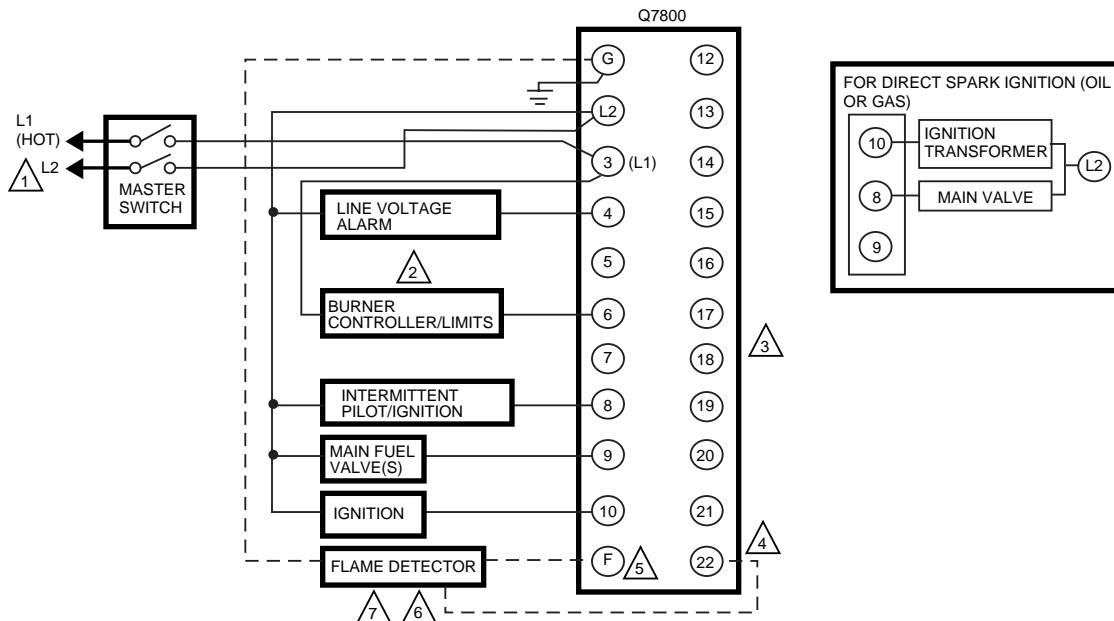 Q7800
G
12
L2
13
L1
(HOT)
3
(L1)
14
1
L2
MASTER
SWITCH
LINE VOLTAGE
ALARM
4
15
2
5
16
BURNER
CONTROLLER/LIMITS
6
17
3
7
18
INTERMITTENT
PILOT/IGNITION
8
19
MAIN FUEL
VALVE(S)
9
20
IGNITION
10
21
4
FLAME DETECTOR
F
5
22
7
6
FOR DIRECT SPARK IGNITION (OIL
OR GAS)
10
IGNITION
TRANSFORMER
L2
8
MAIN VALVE
9